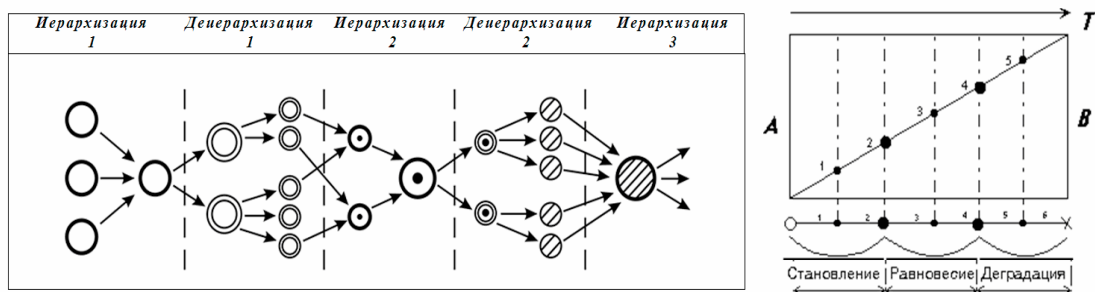 Иерархизация Деиерархизация Иерархизация Деиерархизация Иерархизация
1 1 2 2 3
T
A
B
1
2
3
4
5
1 2 3 4 5 6
Становление Равновесие Деградация